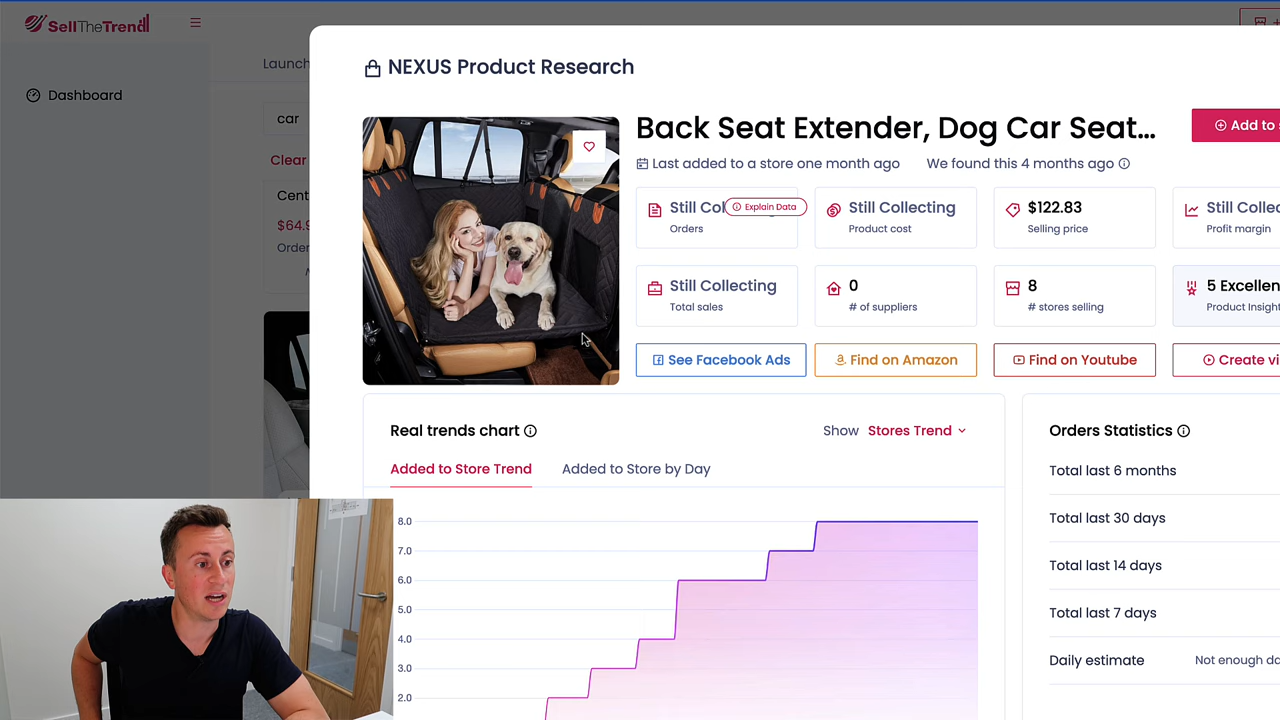 SellTheTrend
Launch
Dashboard
car
Clear
Cent
$64.9
Order
NEXUS Product Research
Back Seat Extender, Dog Car Seat...
Add to
Last added to a store one month ago
We found this 4 months ago
Still Col
Explain Data
Orders
Still Collecting
Product cost
$122.83
Selling price
Still Collec
Profit margin
Still Collecting
Total sales
0
# of suppliers
8
# stores selling
5 Excellen
Product Insight
See Facebook Ads
Find on Amazon
Find on Youtube
Create vi
Real trends chart
Show Stores Trend
Added to Store Trend
Added to Store by Day
8.0
7.0
6.0
5.0
4.0
3.0
2.0
Orders Statistics
Total last 6 months
Total last 30 days
Total last 14 days
Total last 7 days
Daily estimate
Not enough da